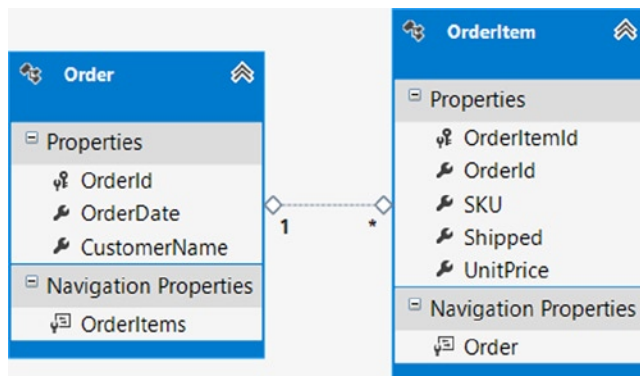 Order
Properties
OrderId
OrderDate
CustomerName
Navigation Properties
OrderItems
1
*
OrderItem
Properties
OrderItemId
OrderId
SKU
Shipped
UnitPrice
Navigation Properties
Order